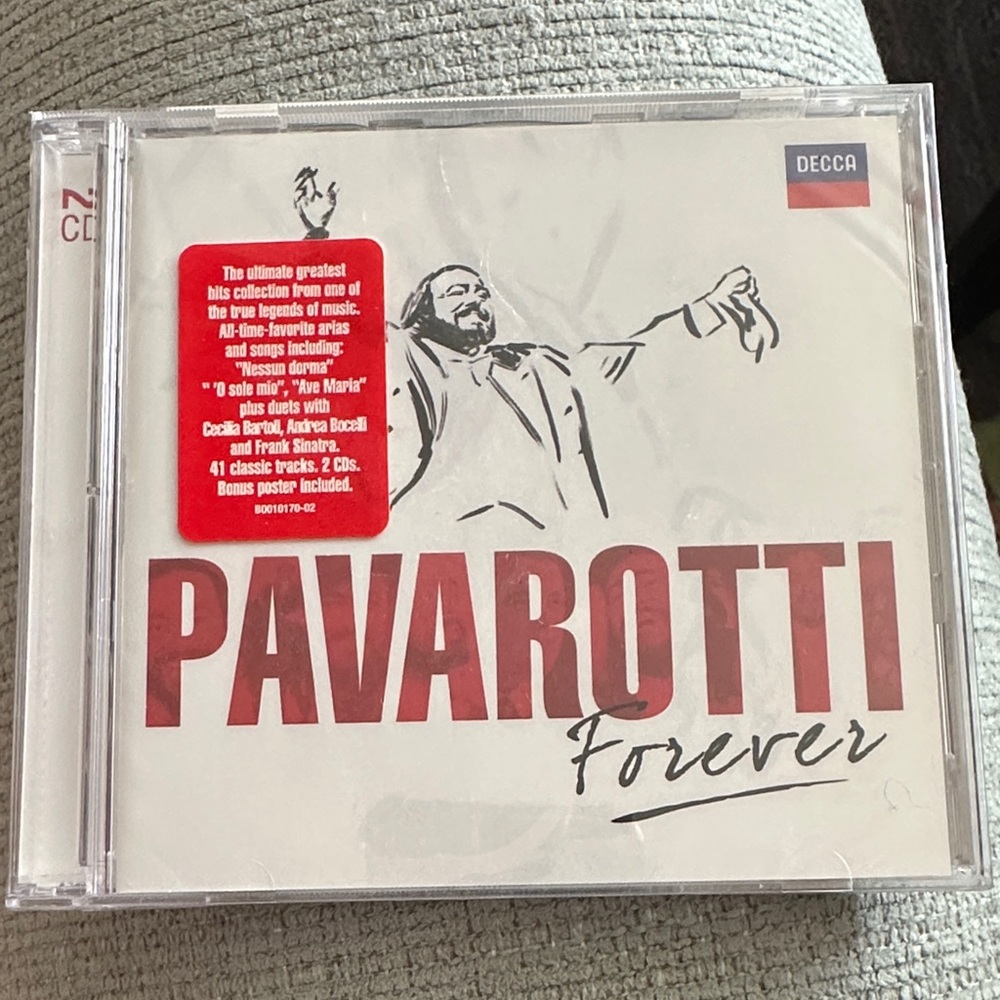 DECCA
2
CD
The ultimate greatest
hits collection from one of
the true legends of music.
All-time-favorite arias
and songs including:
"Nessun dorma"
" 'O sole mio", "Ave Maria"
plus duets with
Cecilia Bartoli, Andrea Bocelli
and Frank Sinatra.
41 classic tracks. 2 CDs.
Bonus poster included.
B0010170-02
PAVAROTTI
Forever